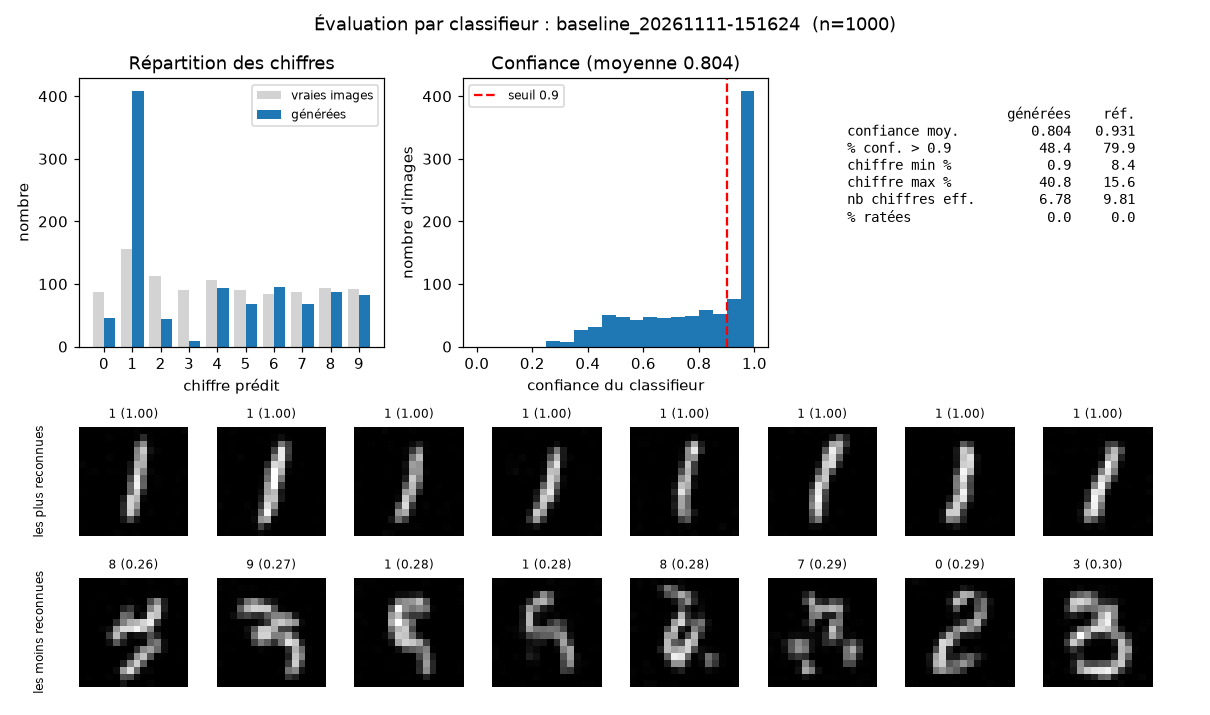 Évaluation par classifieur : baseline_20261111-151624 (n=1000)
Répartition des chiffres
vraies images
générées
400
300
200
100
0
nombre
0 1 2 3 4 5 6 7 8 9
chiffre prédit
Confiance (moyenne 0.804)
seuil 0.9
400
300
200
100
0
nombre d'images
0.0 0.2 0.4 0.6 0.8 1.0
confiance du classifieur
générées réf.
confiance moy. 0.804 0.931
% conf. > 0.9 48.4 79.9
chiffre min % 0.9 8.4
chiffre max % 40.8 15.6
nb chiffres eff. 6.78 9.81
% ratées 0.0 0.0
les plus reconnues
1 (1.00) 1 (1.00) 1 (1.00) 1 (1.00) 1 (1.00) 1 (1.00) 1 (1.00) 1 (1.00)
les moins reconnues
8 (0.26) 9 (0.27) 1 (0.28) 1 (0.28) 8 (0.28) 7 (0.29) 0 (0.29) 3 (0.30)